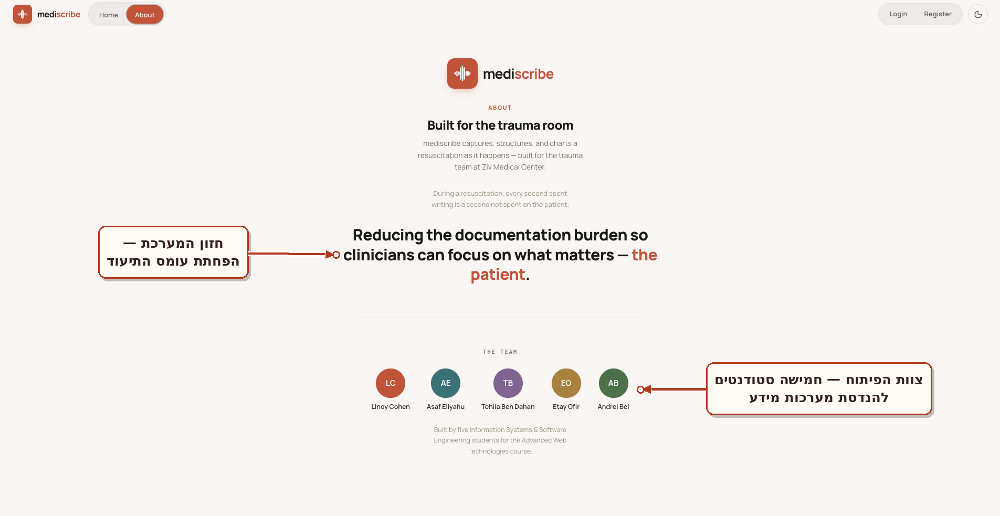 mediscribe
Home
About
Login
Register
mediscribe
ABOUT
Built for the trauma room
mediscribe captures, structures, and charts a
resuscitation as it happens — built for the trauma
team at Ziv Medical Center.
During a resuscitation, every second spent
writing is a second not spent on the patient.
חזון המערכת —
הפחתת עומס התיעוד
Reducing the documentation burden so
clinicians can focus on what matters — the
patient.
THE TEAM
LC
AE
TB
EO
AB
Linoy Cohen
Asaf Eliyahu
Tehila Ben Dahan
Etay Ofir
Andrei Bel
צוות הפיתוח — חמישה סטודנטים
להנדסת מערכות מידע
Built by five Information Systems & Software
Engineering students for the Advanced Web
Technologies course.